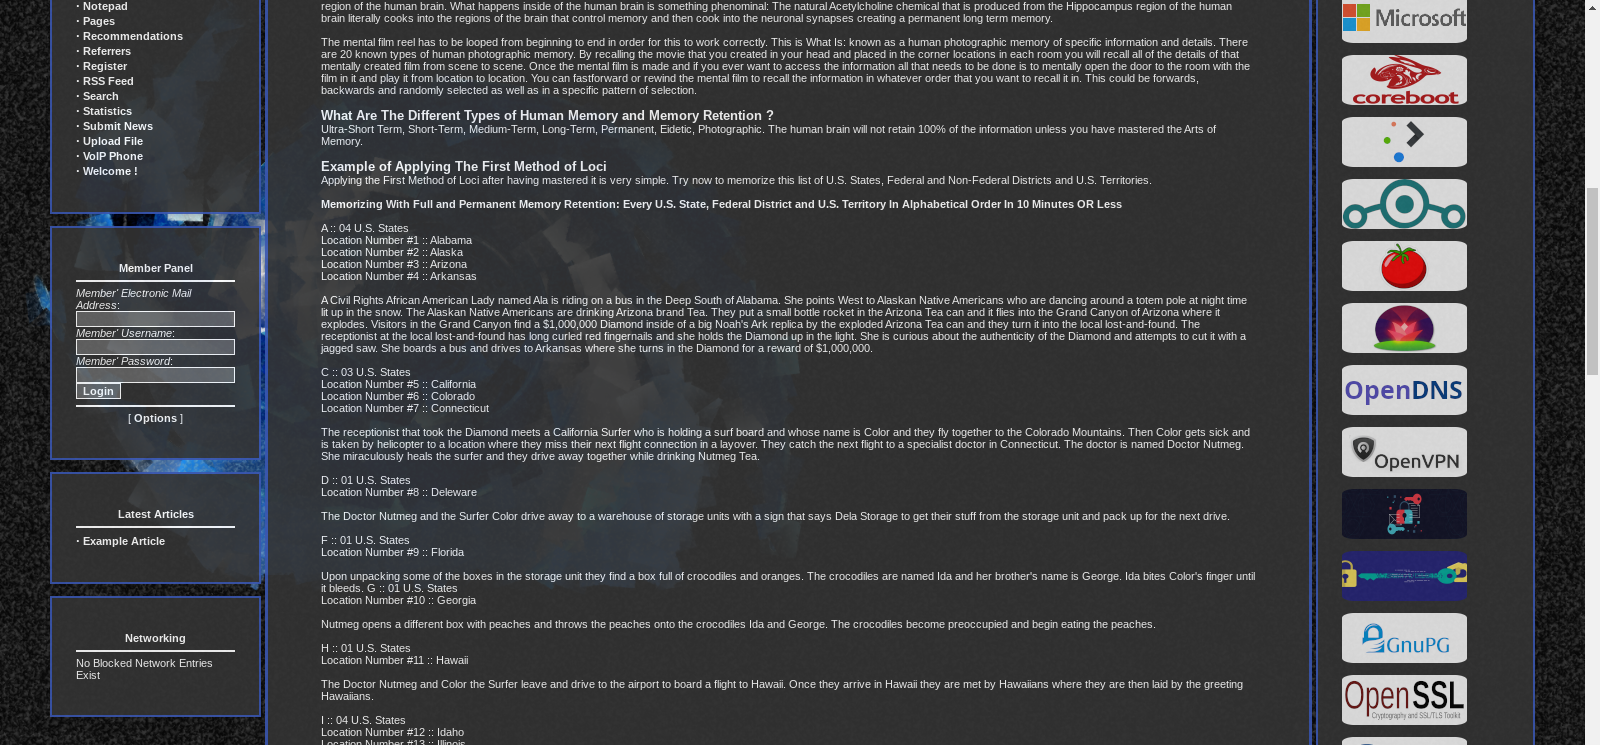 · Notepad
· Pages
· Recommendations
· Referrers
· Register
· RSS Feed
· Search
· Statistics
· Submit News
· Upload File
· VoIP Phone
· Welcome !
Member Panel
Member' Electronic Mail
Address:
Member' Username:
Member' Password:
Login
[ Options ]
Latest Articles
· Example Article
Networking
No Blocked Network Entries
Exist
region of the human brain. What happens inside of the human brain is something phenominal: The natural Acetylcholine chemical that is produced from the Hippocampus region of the human
brain literally cooks into the regions of the brain that control memory and then cook into the neuronal synapses creating a permanent long term memory.
The mental film reel has to be looped from beginning to end in order for this to work correctly. This is What Is: known as a human photographic memory of specific information and details. There
are 20 known types of human photographic memory. By recalling the movie that you created in your head and placed in the corner locations in each room you will recall all of the details of that
mentally created film from scene to scene. Once the mental film is made and if you ever want to access the information all that needs to be done is to mentally open the door to the room with the
film in it and play it from location to location. You can fastforward or rewind the mental film to recall the information in whatever order that you want to recall it in. This could be forwards,
backwards and randomly selected as well as in a specific pattern of selection.
What Are The Different Types of Human Memory and Memory Retention ?
Ultra-Short Term, Short-Term, Medium-Term, Long-Term, Permanent, Eidetic, Photographic. The human brain will not retain 100% of the information unless you have mastered the Arts of
Memory.
Example of Applying The First Method of Loci
Applying the First Method of Loci after having mastered it is very simple. Try now to memorize this list of U.S. States, Federal and Non-Federal Districts and U.S. Territories.
Memorizing With Full and Permanent Memory Retention: Every U.S. State, Federal District and U.S. Territory In Alphabetical Order In 10 Minutes OR Less
A :: 04 U.S. States
Location Number #1 :: Alabama
Location Number #2 :: Alaska
Location Number #3 :: Arizona
Location Number #4 :: Arkansas
A Civil Rights African American Lady named Ala is riding on a bus in the Deep South of Alabama. She points West to Alaskan Native Americans who are dancing around a totem pole at night time
lit up in the snow. The Alaskan Native Americans are drinking Arizona brand Tea. They put a small bottle rocket in the Arizona Tea can and it flies into the Grand Canyon of Arizona where it
explodes. Visitors in the Grand Canyon find a $1,000,000 Diamond inside of a big Noah's Ark replica by the exploded Arizona Tea can and they turn it into the local lost-and-found. The
receptionist at the local lost-and-found has long curled red fingernails and she holds the Diamond up in the light. She is curious about the authenticity of the Diamond and attempts to cut it with a
jagged saw. She boards a bus and drives to Arkansas where she turns in the Diamond for a reward of $1,000,000.
C :: 03 U.S. States
Location Number #5 :: California
Location Number #6 :: Colorado
Location Number #7 :: Connecticut
The receptionist that took the Diamond meets a California Surfer who is holding a surf board and whose name is Color and they fly together to the Colorado Mountains. Then Color gets sick and
is taken by helicopter to a location where they miss their next flight connection in a layover. They catch the next flight to a specialist doctor in Connecticut. The doctor is named Doctor Nutmeg.
She miraculously heals the surfer and they drive away together while drinking Nutmeg Tea.
D :: 01 U.S. States
Location Number #8 :: Deleware
The Doctor Nutmeg and the Surfer Color drive away to a warehouse of storage units with a sign that says Dela Storage to get their stuff from the storage unit and pack up for the next drive.
F :: 01 U.S. States
Location Number #9 :: Florida
Upon unpacking some of the boxes in the storage unit they find a box full of crocodiles and oranges. The crocodiles are named Ida and her brother's name is George. Ida bites Color's finger until
it bleeds. G :: 01 U.S. States
Location Number #10 :: Georgia
Nutmeg opens a different box with peaches and throws the peaches onto the crocodiles Ida and George. The crocodiles become preoccupied and begin eating the peaches.
H :: 01 U.S. States
Location Number #11 :: Hawaii
The Doctor Nutmeg and Color the Surfer leave and drive to the airport to board a flight to Hawaii. Once they arrive in Hawaii they are met by Hawaiians where they are then laid by the greeting
Hawaiians.
I :: 04 U.S. States
Location Number #12 :: Idaho
Location Number #13 :: Illinois
Microsoft
coreboot
OpenDNS
OpenVPN
GnuPG
OpenSSL
Cryptography and SSL/TLS Toolkit